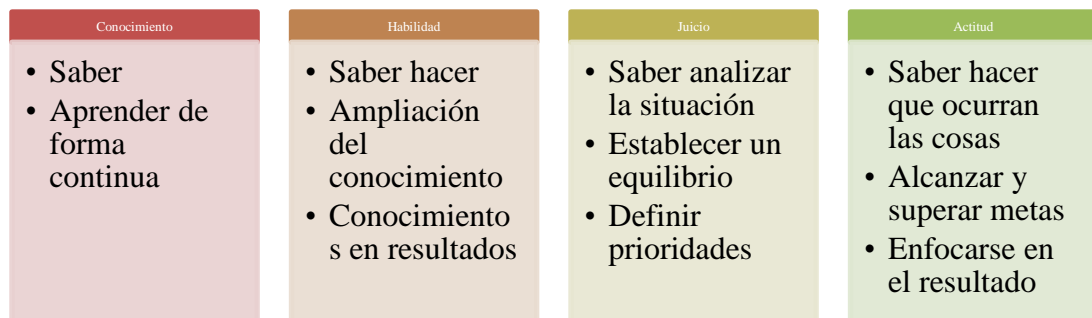 Conocimiento
• Saber
• Aprender de
forma
continua
Habilidad
• Saber hacer
• Ampliación
del
conocimiento
• Conocimiento
s en resultados
Juicio
• Saber analizar
la situación
• Establecer un
equilibrio
• Definir
prioridades
Actitud
• Saber hacer
que ocurran
las cosas
• Alcanzar y
superar metas
• Enfocarse en
el resultado